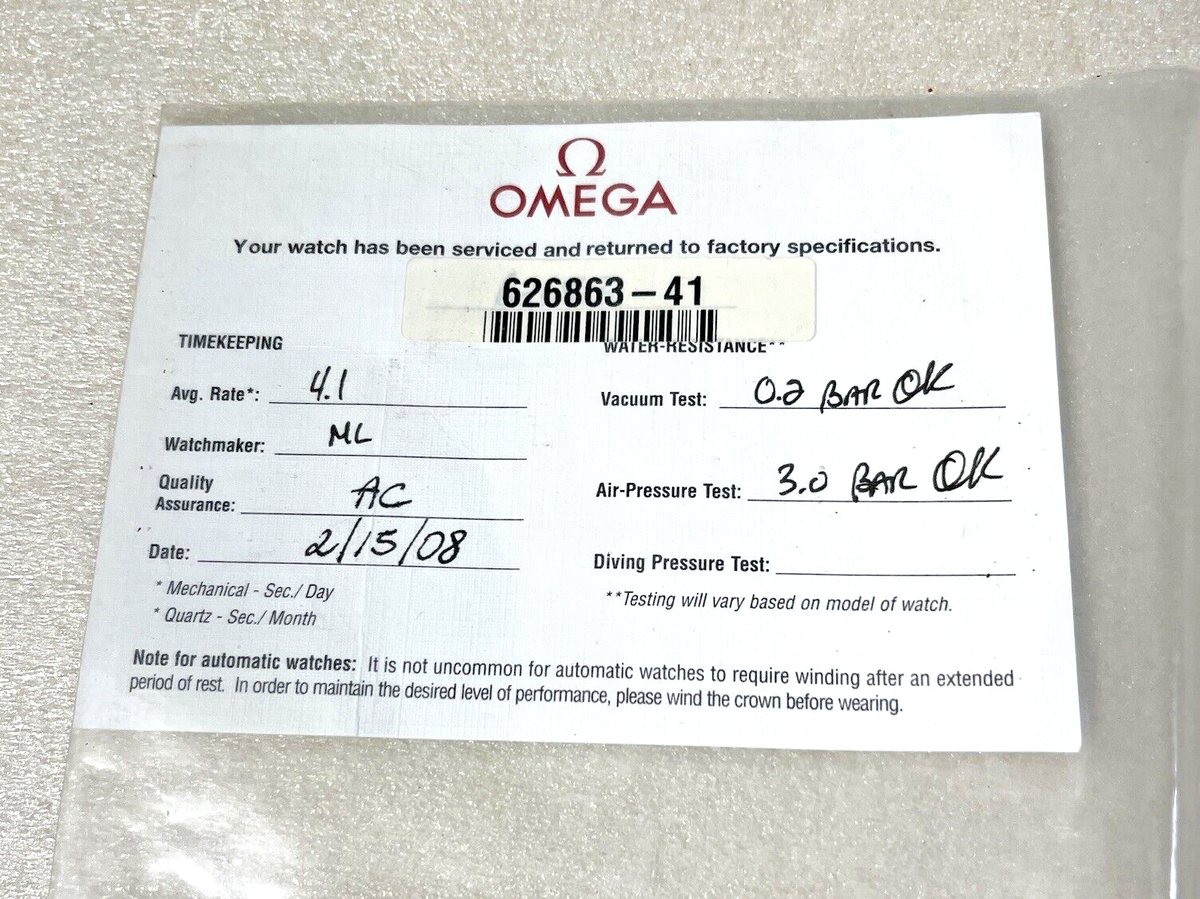 Ω
OMEGA
Your watch has been serviced and returned to factory specifications.
626863-41
TIMEKEEPING
WATER-RESISTANCE**
Avg. Rate*: 4.1
Vacuum Test: 0.2 BAR OK
Watchmaker: ML
Quality
Assurance: AC
Air-Pressure Test: 3.0 BAR OK
Date: 2/15/08
Diving Pressure Test:
* Mechanical - Sec./ Day
* Quartz - Sec./ Month
**Testing will vary based on model of watch.
Note for automatic watches: It is not uncommon for automatic watches to require winding after an extended
period of rest. In order to maintain the desired level of performance, please wind the crown before wearing.